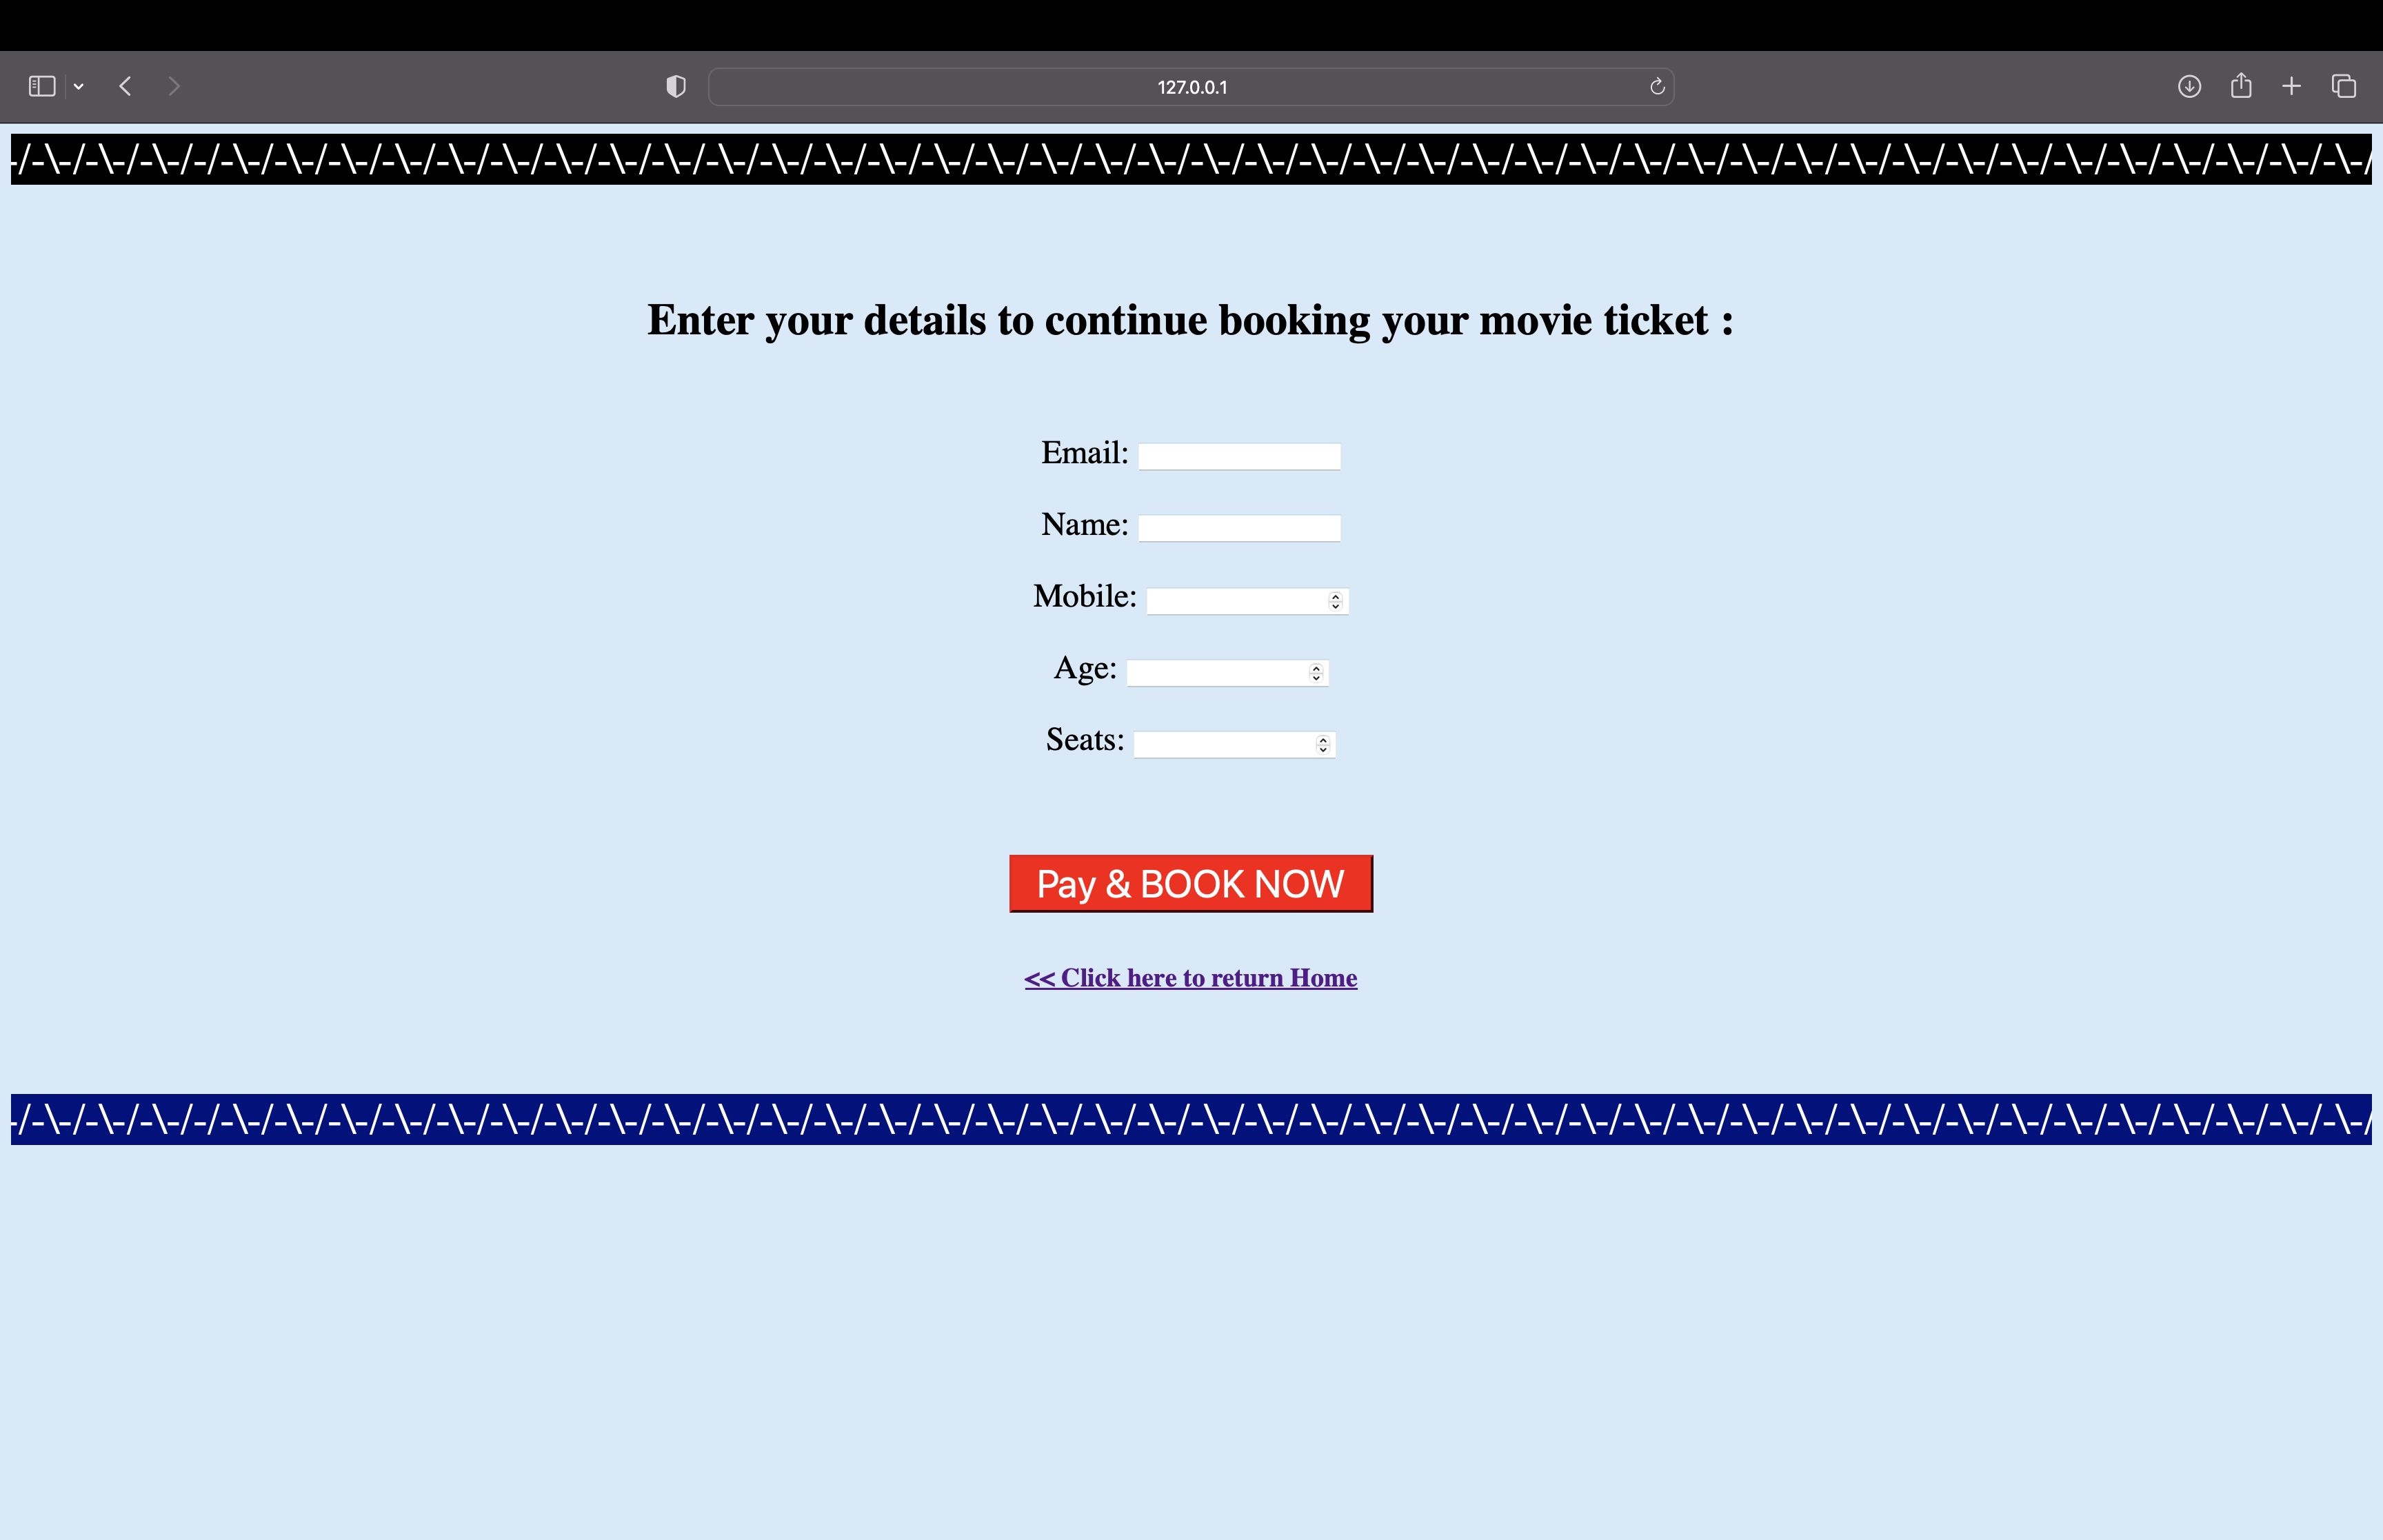 127.0.0.1
-/-\-/-\-/-\-/-/-\-/-\-/-\-/-\-/-\-/-\-/-\-/-\-/-\-/-\-/-\-/-\-/-\-/-\-/-\-/-\-/-\-/-\-/-\-/-\-/-\-/-\-/-\-/-\-/-\-/-\-/-\-/-\-/-\-/-\-/-\-/-\-/-\-/-\-/-\-/-\-/-\-/-\-/-\-/
Enter your details to continue booking your movie ticket :
Email:
Name:
Mobile:
Age:
Seats:
Pay & BOOK NOW
<< Click here to return Home
-/-\-/-\-/-\-/-/-\-/-\-/-\-/-\-/-\-/-\-/-\-/-\-/-\-/-\-/-\-/-\-/-\-/-\-/-\-/-\-/-\-/-\-/-\-/-\-/-\-/-\-/-\-/-\-/-\-/-\-/-\-/-\-/-\-/-\-/-\-/-\-/-\-/-\-/-\-/-\-/-\-/-\-/-\-/